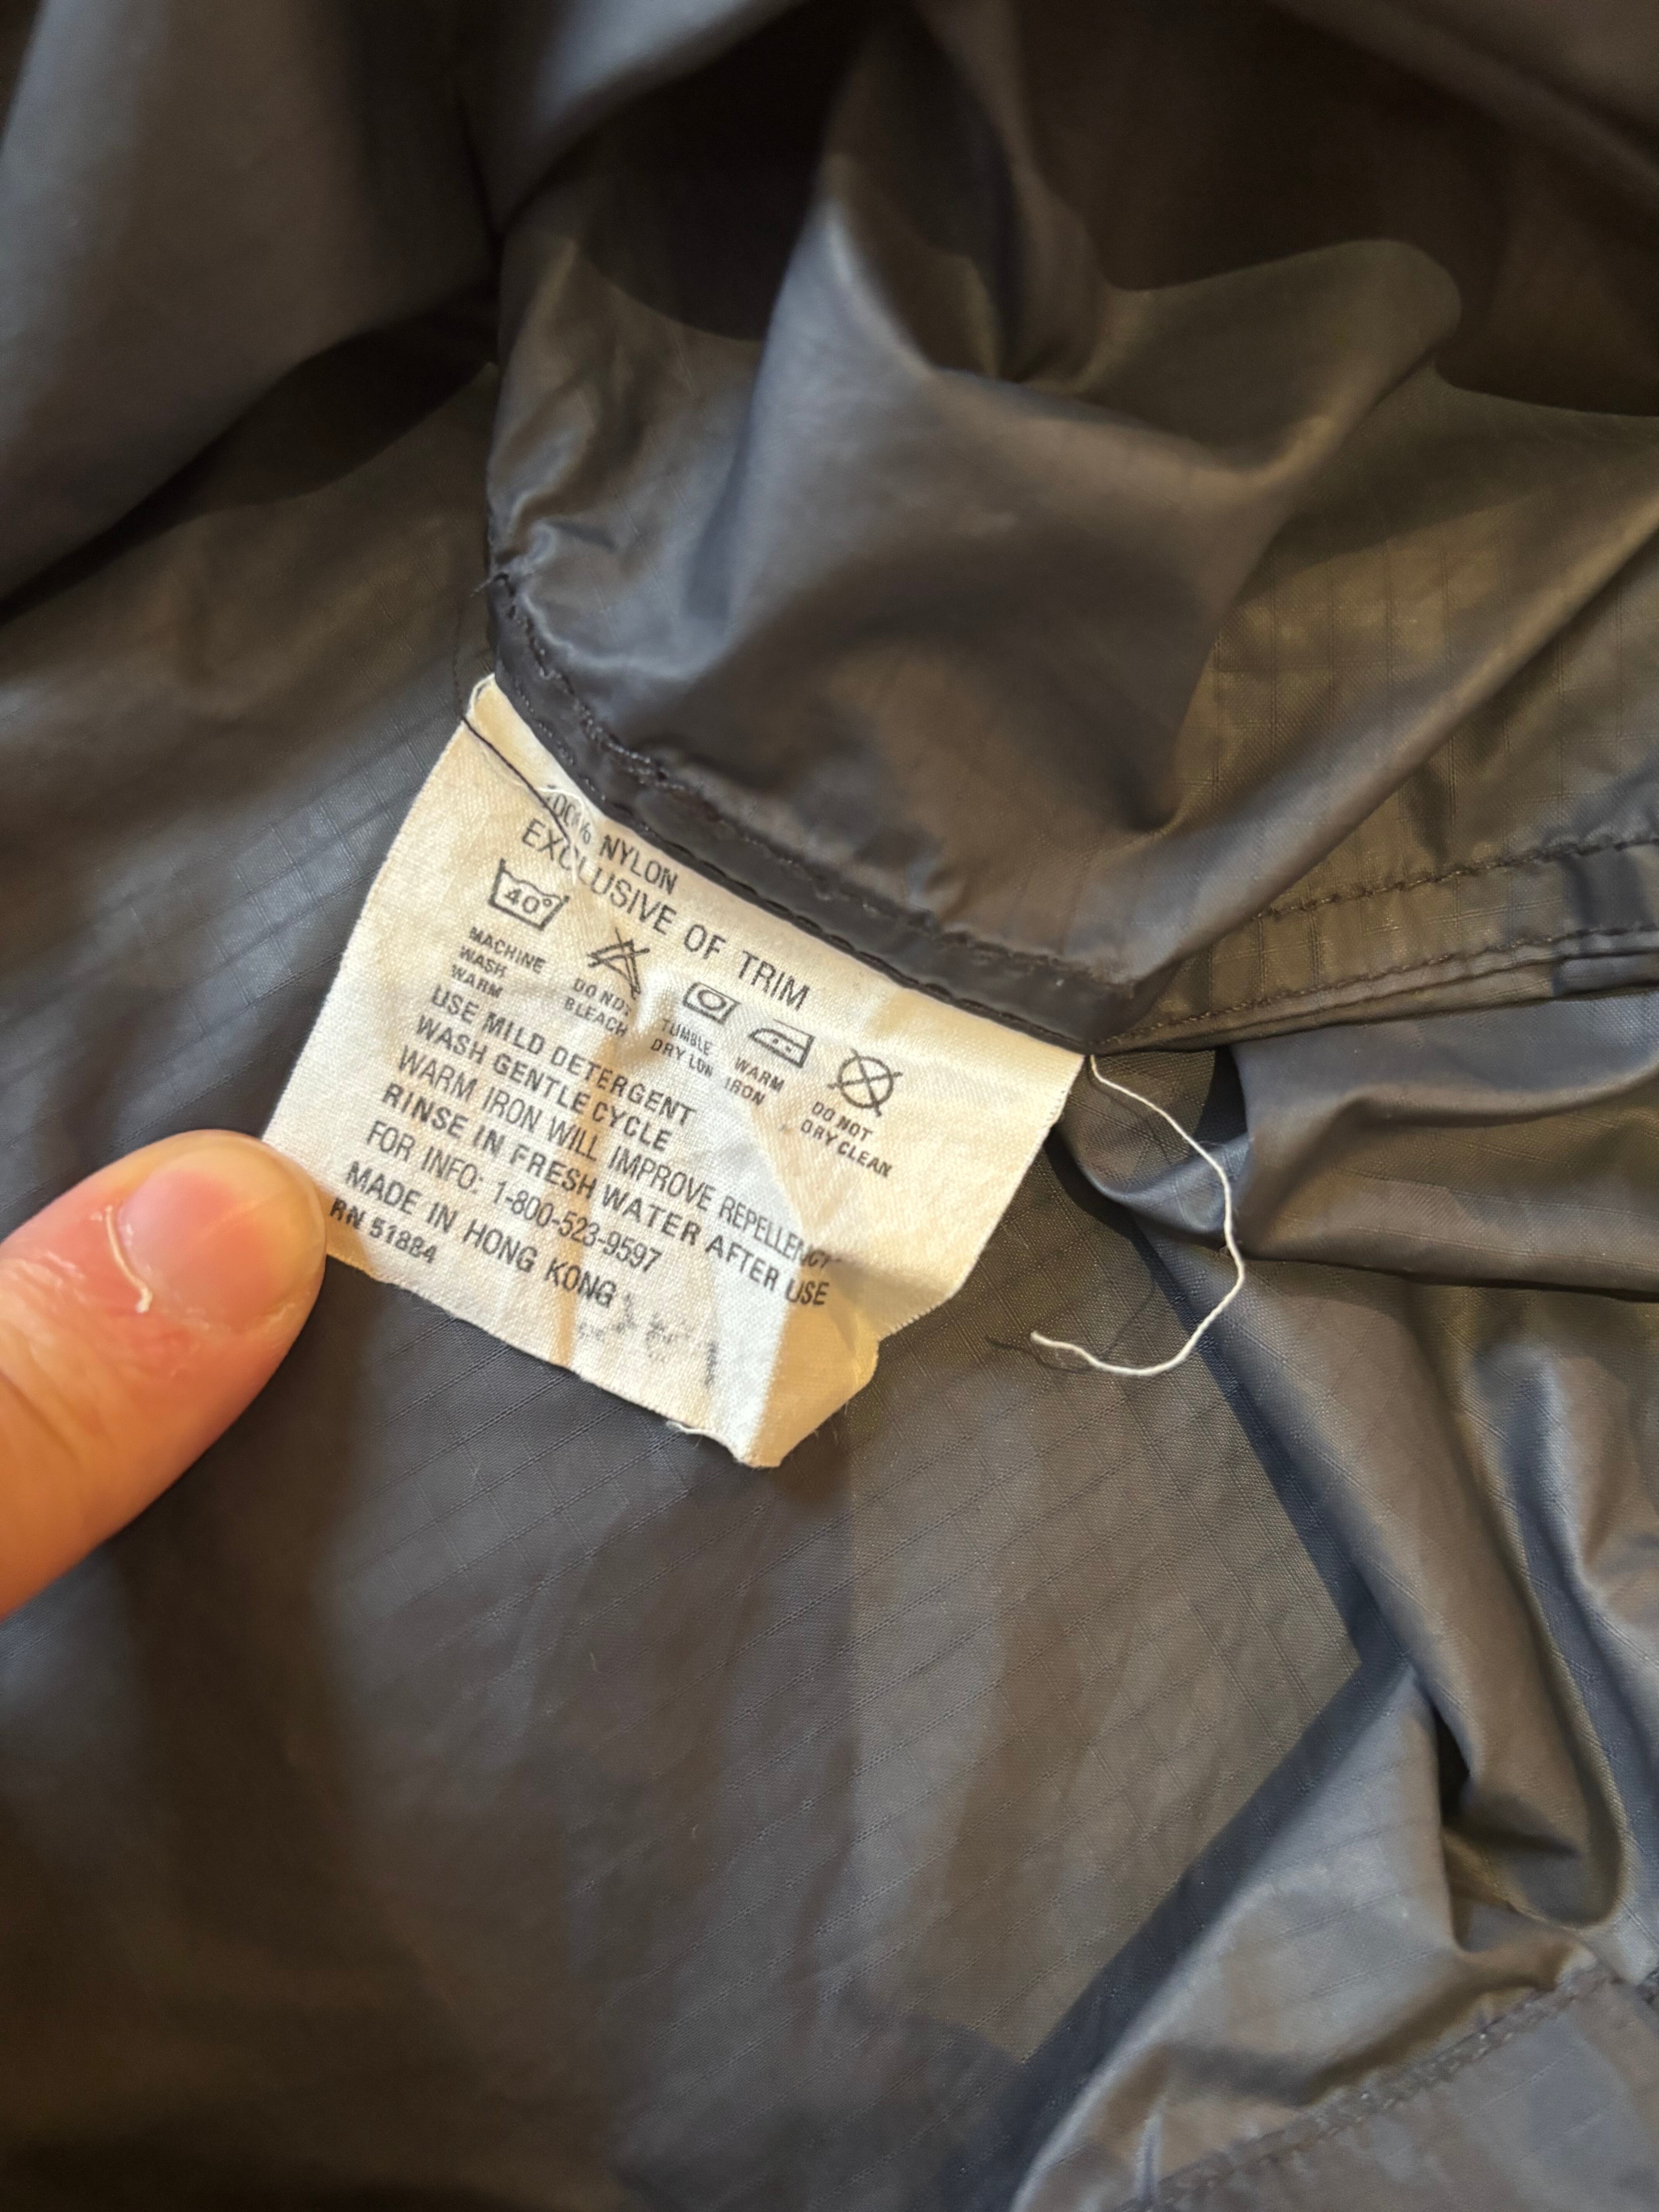 100% NYLON
EXCLUSIVE OF TRIM
40°
MACHINE WASH WARM
DO NOT BLEACH
TUMBLE DRY LOW
WARM IRON
DO NOT DRY CLEAN
USE MILD DETERGENT
WASH GENTLE CYCLE
WARM IRON WILL IMPROVE REPELLENCY
RINSE IN FRESH WATER AFTER USE
FOR INFO: 1-800-523-9597
MADE IN HONG KONG
RN 51884